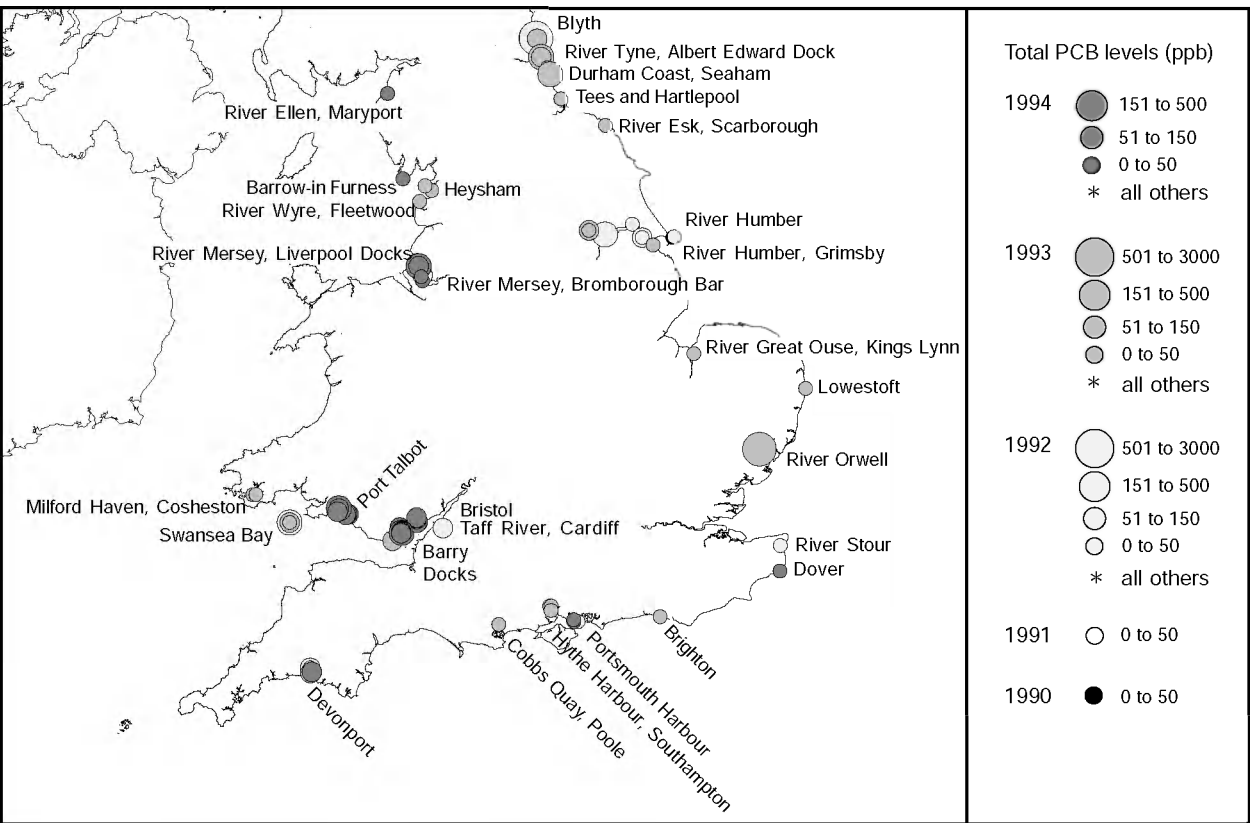 Blyth
River Tyne, Albert Edward Dock
Durham Coast, Seaham
Tees and Hartlepool
River Ellen, Maryport
River Esk, Scarborough
Barrow-in Furness
Heysham
River Wyre, Fleetwood
River Humber
River Mersey, Liverpool Docks
River Humber, Grimsby
River Mersey, Bromborough Bar
River Great Ouse, Kings Lynn
Lowestoft
Port Talbot
River Orwell
Milford Haven, Cosheston
Bristol
Swansea Bay
Taff River, Cardiff
Barry
Docks
River Stour
Dover
Brighton
Portsmouth Harbour
Hythe Harbour, Southampton
Cobbs Quay, Poole
Devonport
Total PCB levels (ppb)
1994
151 to 500
51 to 150
0 to 50
* all others
1993
501 to 3000
151 to 500
51 to 150
0 to 50
* all others
1992
501 to 3000
151 to 500
51 to 150
0 to 50
* all others
1991
0 to 50
1990
0 to 50